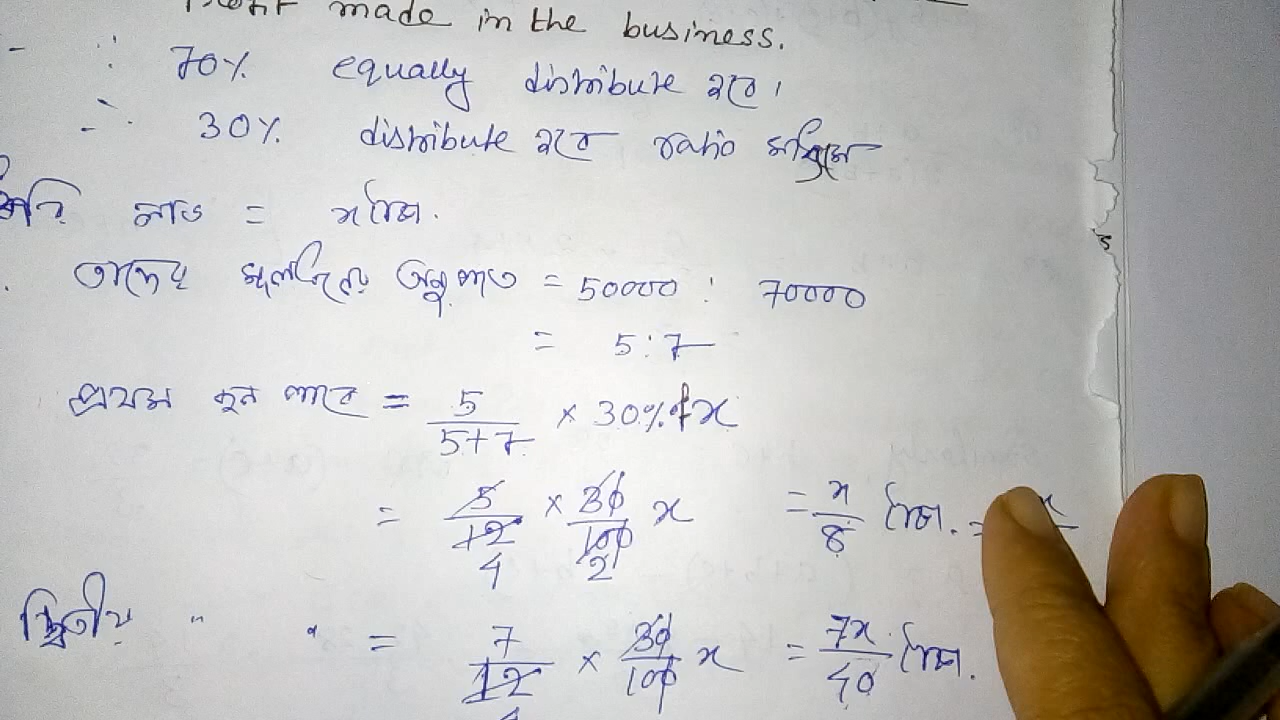 made in the business.
∵ 70% equally distribute হবে।
∴ 30% distribute হবে ratio অনুযায়ী
ধরি লাভ = x টাকা.
∴ তাদের মূলধনের অনুপাত = 50000 : 70000
= 5:7
প্রথম জন পাবে = 5/(5+7) × 30% of x
= 5/12 × 30/100 x = x/8 টাকা. =
4 2
দ্বিতীয় " " = 7/12 × 30/100 x = 7x/40 টাকা.